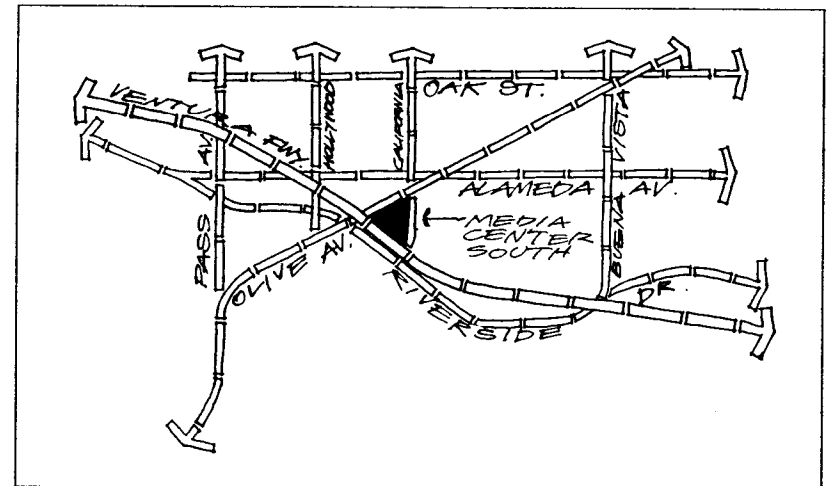 OAK ST.
VENTURA FWY.
HOLLYWOOD
CALIFORNIA
VISTA
PASS AV.
ALAMEDA AV.
MEDIA
CENTER
SOUTH
BUENA
OLIVE AV.
RIVERSIDE DR.